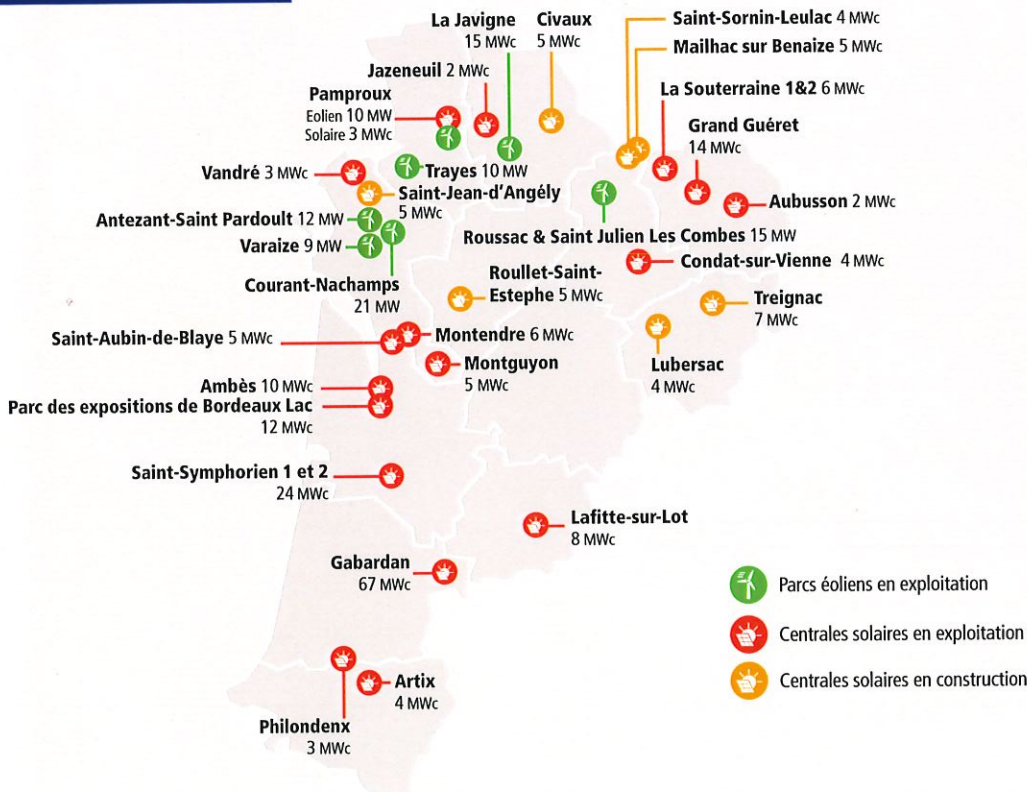 La Javigne
15 MWc
Civaux
5 MWc
Saint-Sornin-Leulac 4 MWc
Mailhac sur Benaize 5 MWc
Jazeneuil 2 MWc
La Souterraine 1&2 6 MWc
Pamproux
Eolien 10 MW
Solaire 3 MWc
Grand Guéret
14 MWc
Vandré 3 MWc
Trayes 10 MW
Saint-Jean-d'Angély
5 MWc
Aubusson 2 MWc
Antezant-Saint Pardoult 12 MW
Varaize 9 MW
Roussac & Saint Julien Les Combes 15 MW
Courant-Nachamps
21 MW
Condat-sur-Vienne 4 MWc
Roullet-Saint-
Estephe 5 MWc
Treignac
7 MWc
Saint-Aubin-de-Blaye 5 MWc
Montendre 6 MWc
Montguyon
5 MWc
Lubersac
4 MWc
Ambès 10 MWc
Parc des expositions de Bordeaux Lac
12 MWc
Saint-Symphorien 1 et 2
24 MWc
Lafitte-sur-Lot
8 MWc
Gabardan
67 MWc
Parcs éoliens en exploitation
Centrales solaires en exploitation
Centrales solaires en construction
Artix
4 MWc
Philondenx
3 MWc